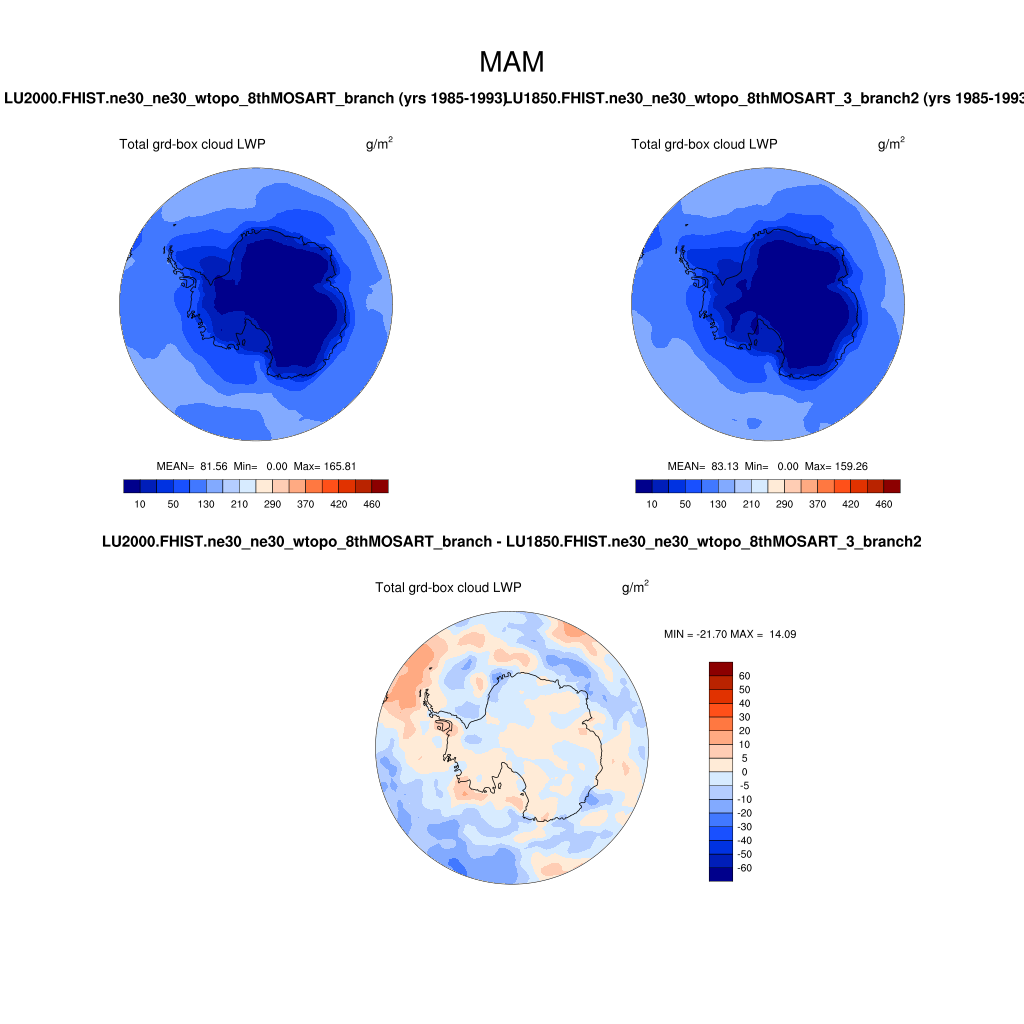 MAM
LU2000.FHIST.ne30_ne30_wtopo_8thMOSART_branch (yrs 1985-1993)
LU1850.FHIST.ne30_ne30_wtopo_8thMOSART_3_branch2 (yrs 1985-1993
Total grd-box cloud LWP g/m²
Total grd-box cloud LWP g/m²
MEAN= 81.56 Min= 0.00 Max= 165.81
MEAN= 83.13 Min= 0.00 Max= 159.26
10 50 130 210 290 370 420 460
10 50 130 210 290 370 420 460
LU2000.FHIST.ne30_ne30_wtopo_8thMOSART_branch - LU1850.FHIST.ne30_ne30_wtopo_8thMOSART_3_branch2
Total grd-box cloud LWP g/m²
MIN = -21.70 MAX = 14.09
60
50
40
30
20
10
5
0
-5
-10
-20
-30
-40
-50
-60